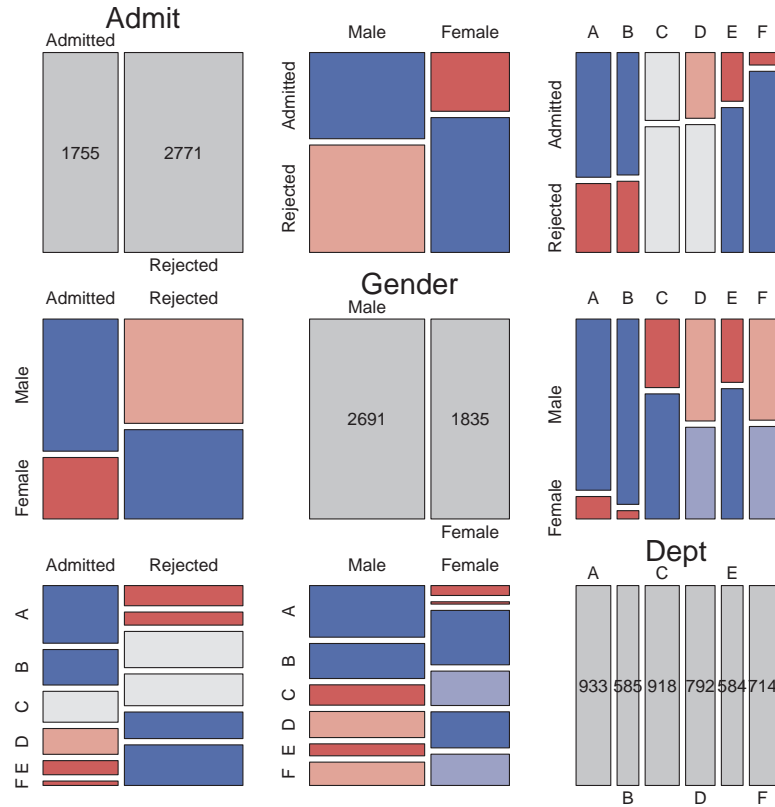 Admit
Admitted
1755 2771
Rejected
Male Female
Admitted
Rejected
A B C D E F
Admitted
Rejected
Admitted Rejected
Male
Female
Gender
Male
2691 1835
Female
A B C D E F
Male
Female
Admitted Rejected
A
B
C
D
E
F
Male Female
A
B
C
D
E
F
Dept
A C E
933 585 918 792 584 714
B D F